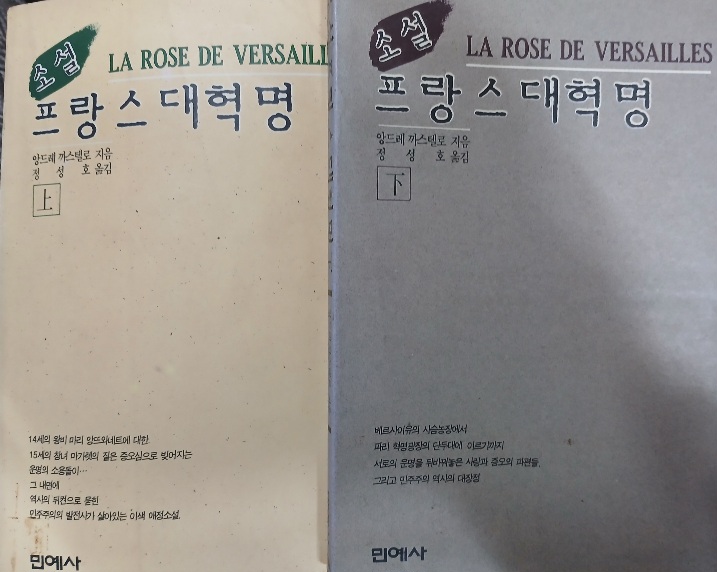 소설
LA ROSE DE VERSAILL
프랑스대혁명
앙드레 까스텔로 지음
정 성 호 옮김
上
14세의 왕비 마리 앙뜨와네트에 대한
15세의 창녀 마가렛의 짙은 증오심으로 빚어지는
운명의 소용돌이…
그 내면에
역사의 뒤켠으로 묻힌
민주주의의 발전사가 살아있는 이색 애정소설.
민예사
소설
LA ROSE DE VERSAILLES
프랑스대혁명
앙드레 까스텔로 지음
정 성 호 옮김
下
베르사이유의 사슴농장에서
파리 혁명광장의 단두대에 이르기까지
서로의 운명을 뒤바꿔놓은 사랑과 증오의 파편들
그리고 민주주의 역사의 대장정
민예사